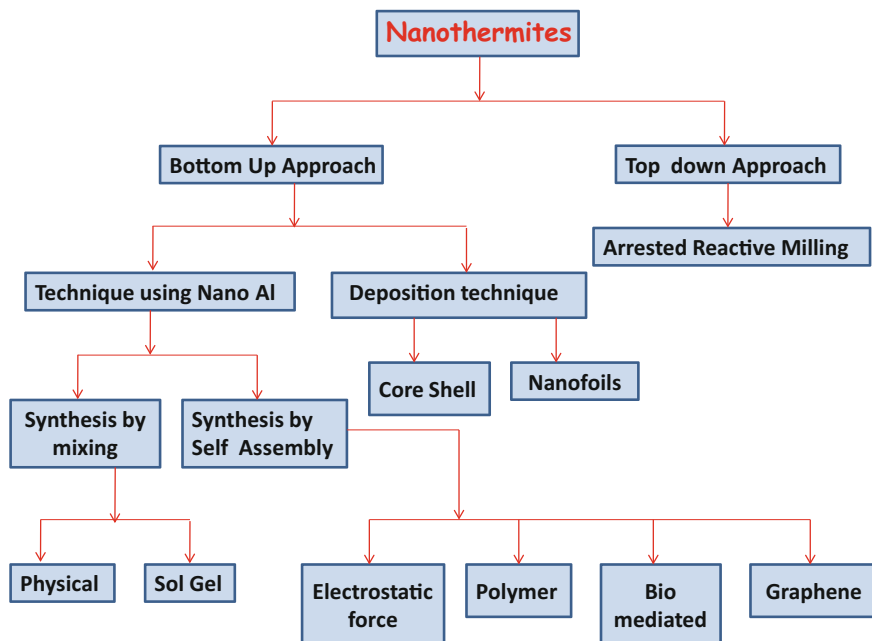 Nanothermites
Bottom Up Approach
Top down Approach
Arrested Reactive Milling
Technique using Nano Al
Deposition technique
Core Shell
Nanofoils
Synthesis by
mixing
Synthesis by
Self Assembly
Physical
Sol Gel
Electrostatic
force
Polymer
Bio
mediated
Graphene